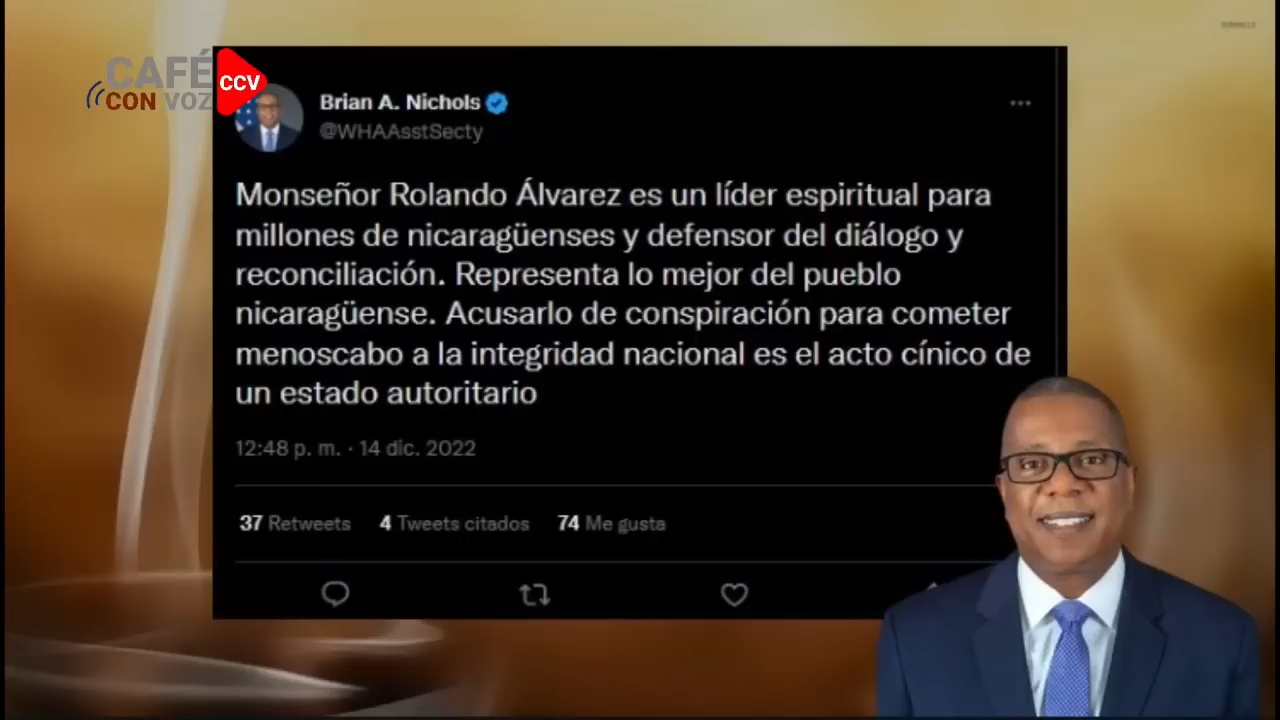 CAFÉ
CON VOZ
CCV
Brian A. Nichols
@WHAAsstSecty
Monseñor Rolando Álvarez es un líder espiritual para
millones de nicaragüenses y defensor del diálogo y
reconciliación. Representa lo mejor del pueblo
nicaragüense. Acusarlo de conspiración para cometer
menoscabo a la integridad nacional es el acto cínico de
un estado autoritario
12:48 p. m. · 14 dic. 2022
37 Retweets 4 Tweets citados 74 Me gusta